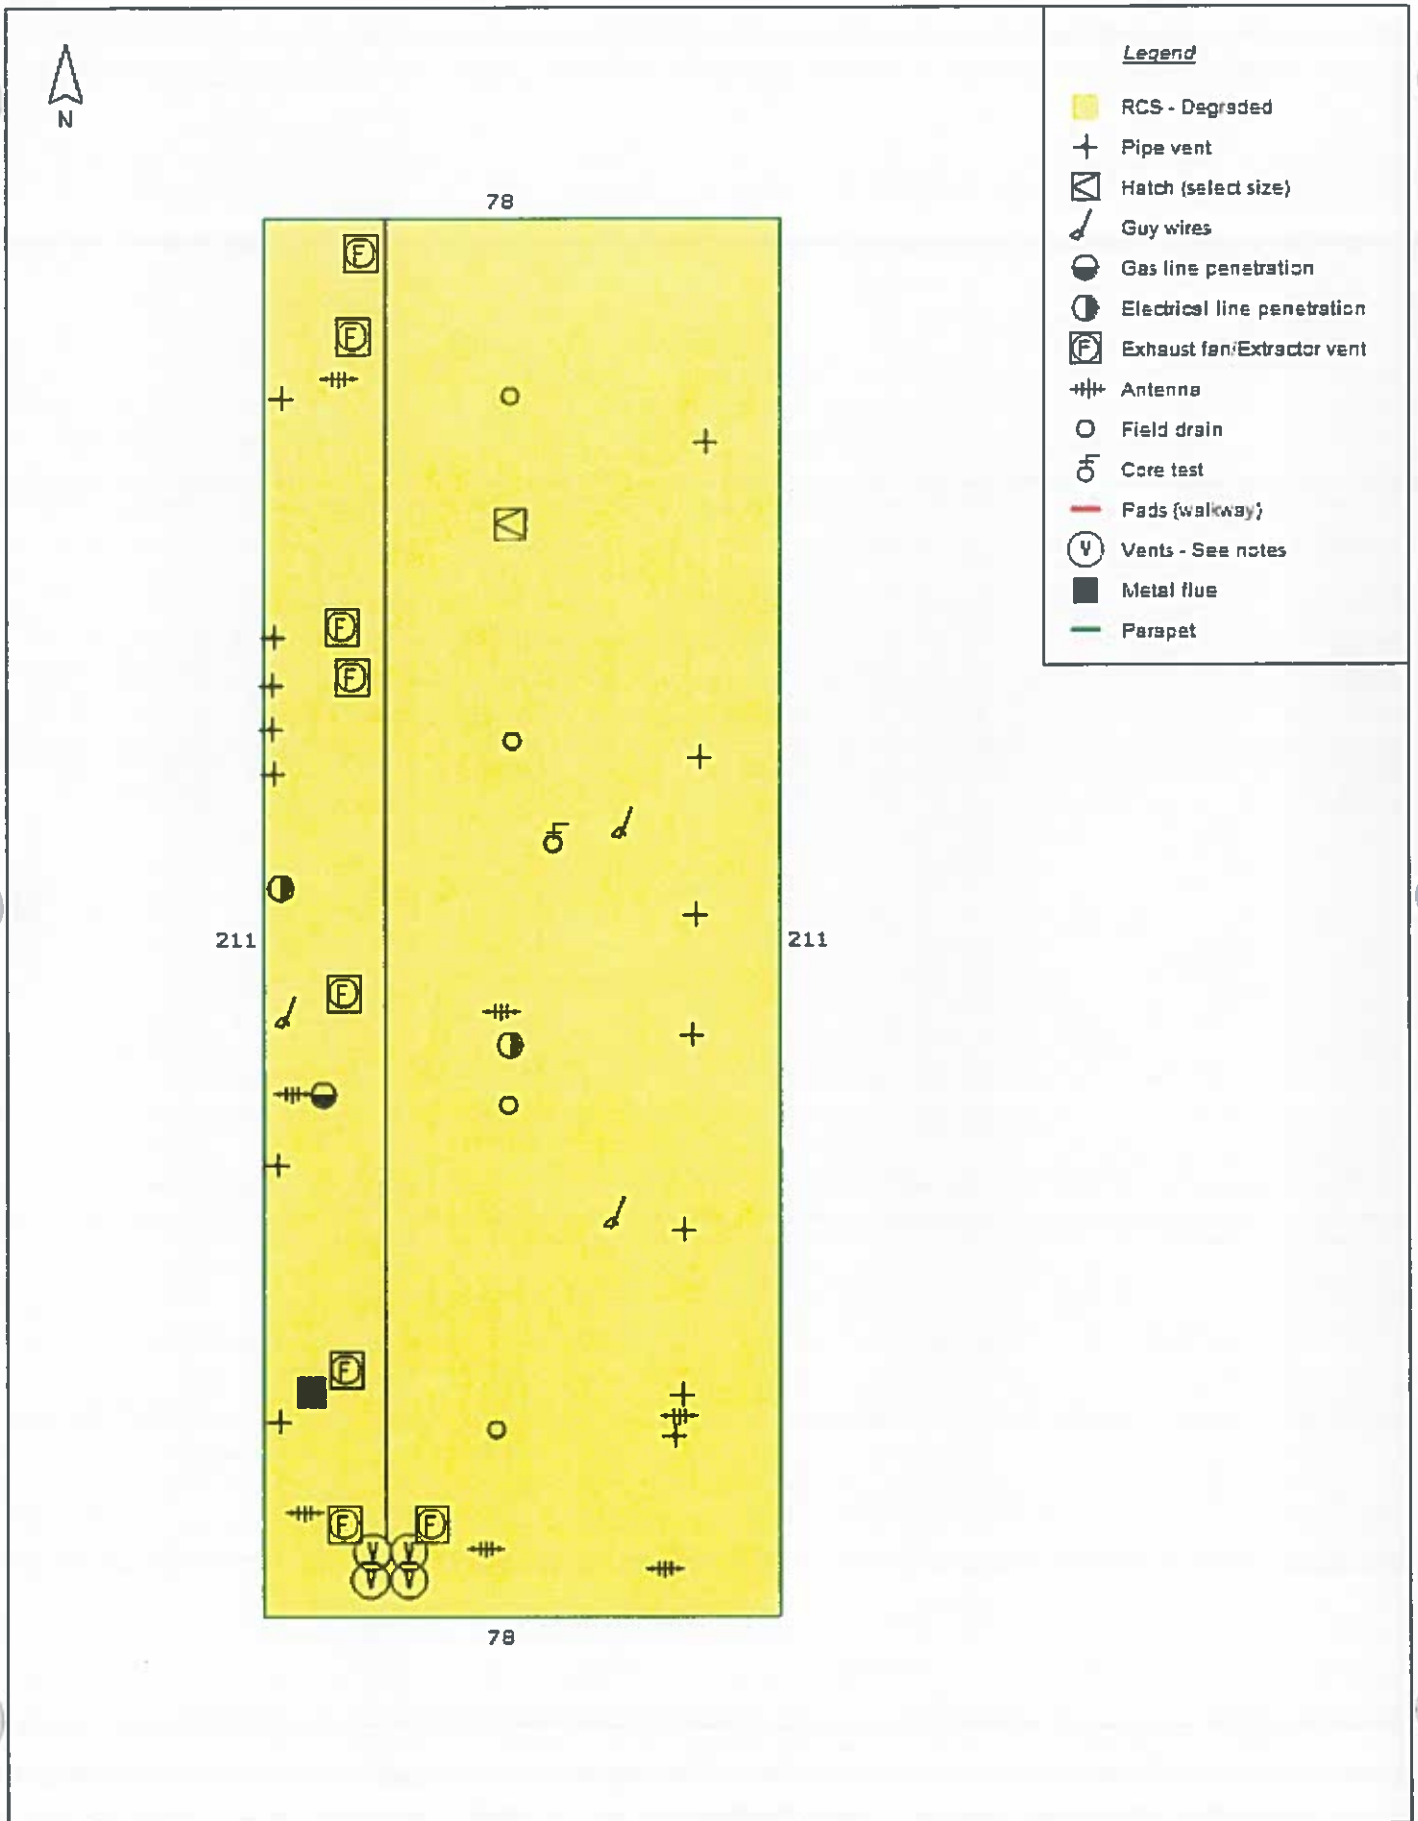 N
Legend
RCS - Degraded
Pipe vent
Hatch (select size)
Guy wires
Gas line penetration
Electrical line penetration
F Exhaust fan/Extractor vent
Antenna
Field drain
Core test
Pads (walkway)
V Vents - See notes
Metal flue
Parapet
78
F
F
F
F
211
211
F
F
F
F
V
V
V
V
78